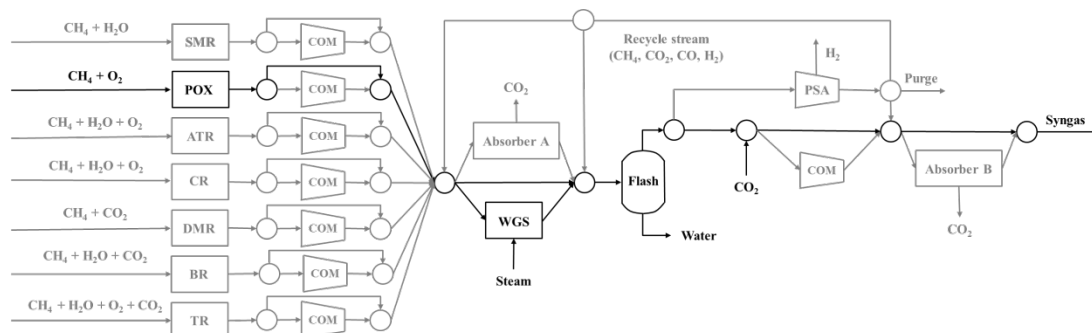 CH₄ + H₂O
SMR
COM
CH₄ + O₂
POX
COM
CH₄ + H₂O + O₂
ATR
COM
CH₄ + H₂O + O₂
CR
COM
CH₄ + CO₂
DMR
COM
CH₄ + H₂O + CO₂
BR
COM
CH₄ + H₂O + O₂ + CO₂
TR
COM
CO₂
Absorber A
WGS
Steam
Recycle stream
(CH₄, CO₂, CO, H₂)
Flash
Water
H₂
PSA
Purge
CO₂
COM
Absorber B
CO₂
Syngas